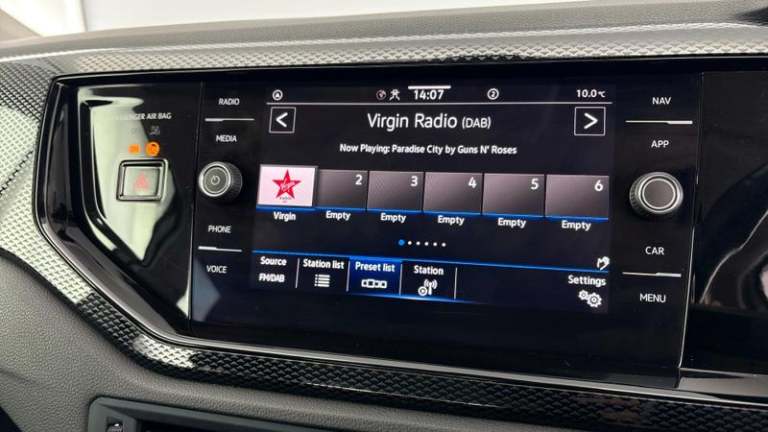 PASSENGER AIR BAG
RADIO
MEDIA
PHONE
VOICE
14:07
2
10.0°C
Virgin Radio (DAB)
Now Playing: Paradise City by Guns N' Roses
2
3
4
5
6
Virgin
Empty
Empty
Empty
Empty
Empty
Source
FM/DAB
Station list
Preset list
Station
Settings
NAV
APP
CAR
MENU